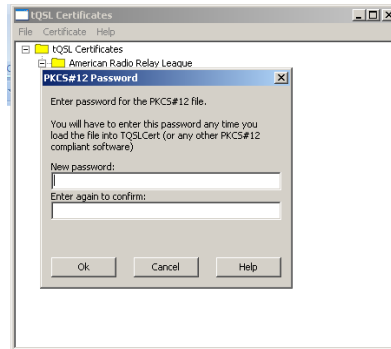 tQSL Certificates
File Certificate Help
tQSL Certificates
American Radio Relay League
PKCS#12 Password
Enter password for the PKCS#12 file.
You will have to enter this password any time you
load the file into TQSLCert (or any other PKCS#12
compliant software)
New password:
Enter again to confirm:
Ok Cancel Help